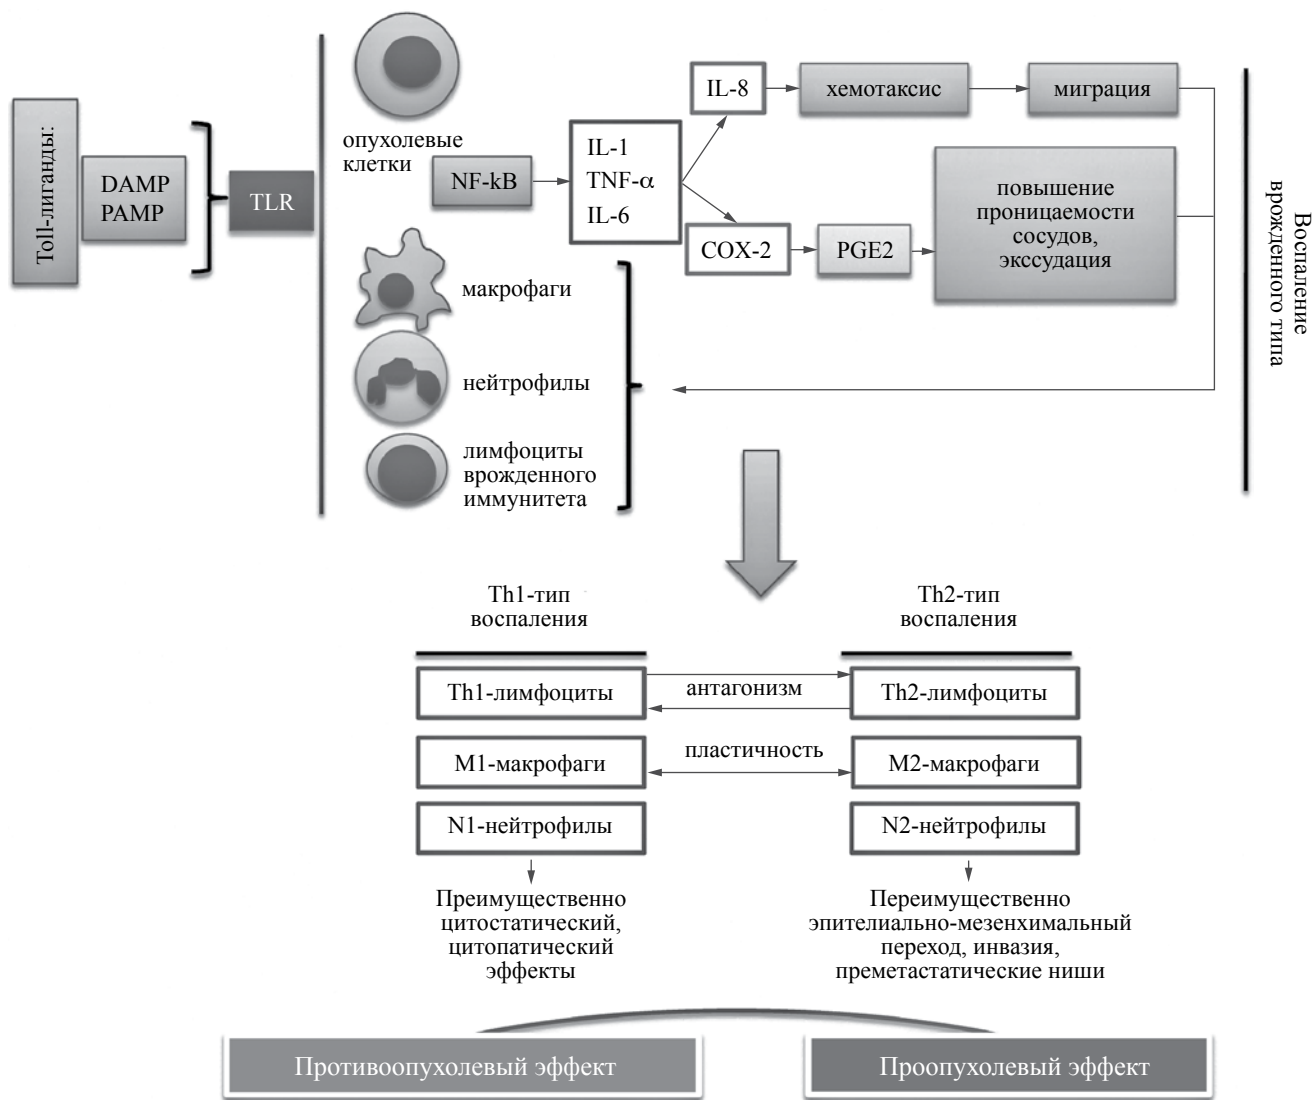 Toll-лиганды:
DAMP
PAMP
TLR
опухолевые
клетки
NF-kB
IL-1
TNF-α
IL-6
IL-8
хемотаксис
миграция
COX-2
PGE2
повышение
проницаемости
сосудов,
экссудация
Воспаление
врожденного типа
макрофаги
нейтрофилы
лимфоциты
врожденного
иммунитета
Th1-тип
воспаления
Th2-тип
воспаления
Th1-лимфоциты
антагонизм
Th2-лимфоциты
M1-макрофаги
пластичность
M2-макрофаги
N1-нейтрофилы
N2-нейтрофилы
Преимущественно
цитостатический,
цитопатический
эффекты
Переимущественно
эпителиально-мезенхимальный
переход, инвазия,
преметастатические ниши
Противоопухолевый эффект
Проопухолевый эффект